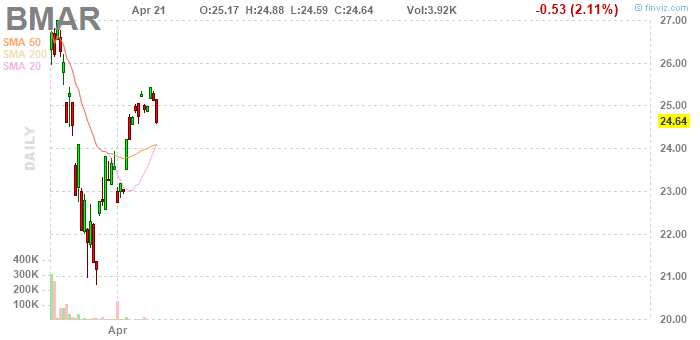 BMAR Apr 21 O:25.17 H:24.88 L:24.59 C:24.64 Vol:3.92K -0.53 (2.11%) © finviz.com
27.00
SMA 50
SMA 200
SMA 20
26.00
25.00
24.64
DAILY
24.00
23.00
22.00
400K
300K
21.00
200K
100K
20.00
Apr